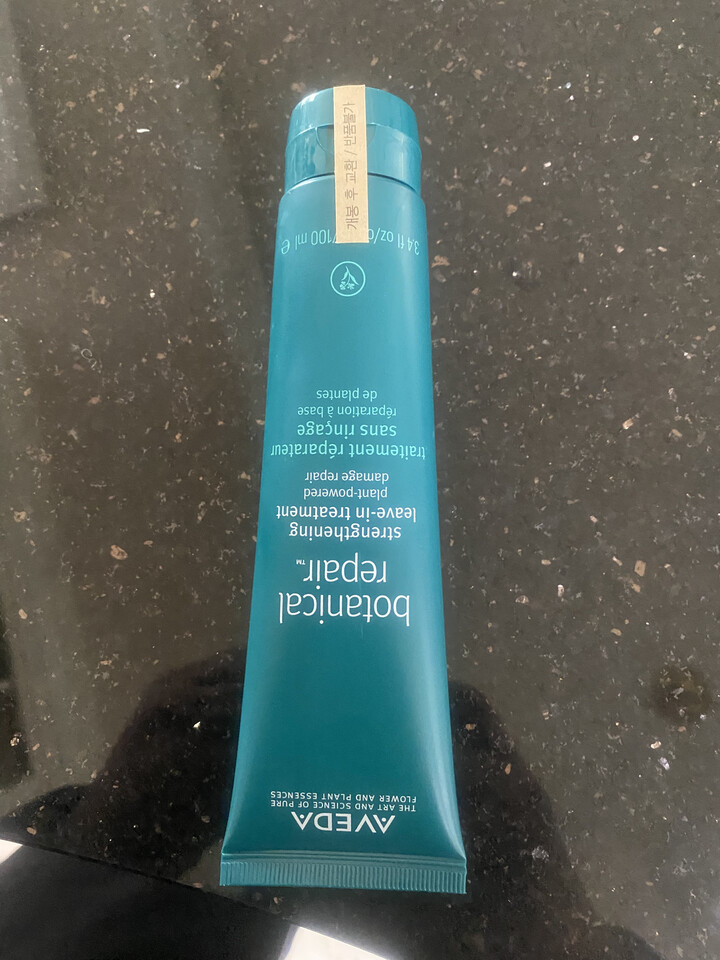 AVEDA
THE ART AND SCIENCE OF PURE
FLOWER AND PLANT ESSENCES
botanical
repair™
strengthening
leave-in treatment
plant-powered
damage repair
traitement réparateur
sans rinçage
réparation à base
de plantes
3.4 fl oz/ /100 ml ℮
개봉 후 교환 / 반품불가